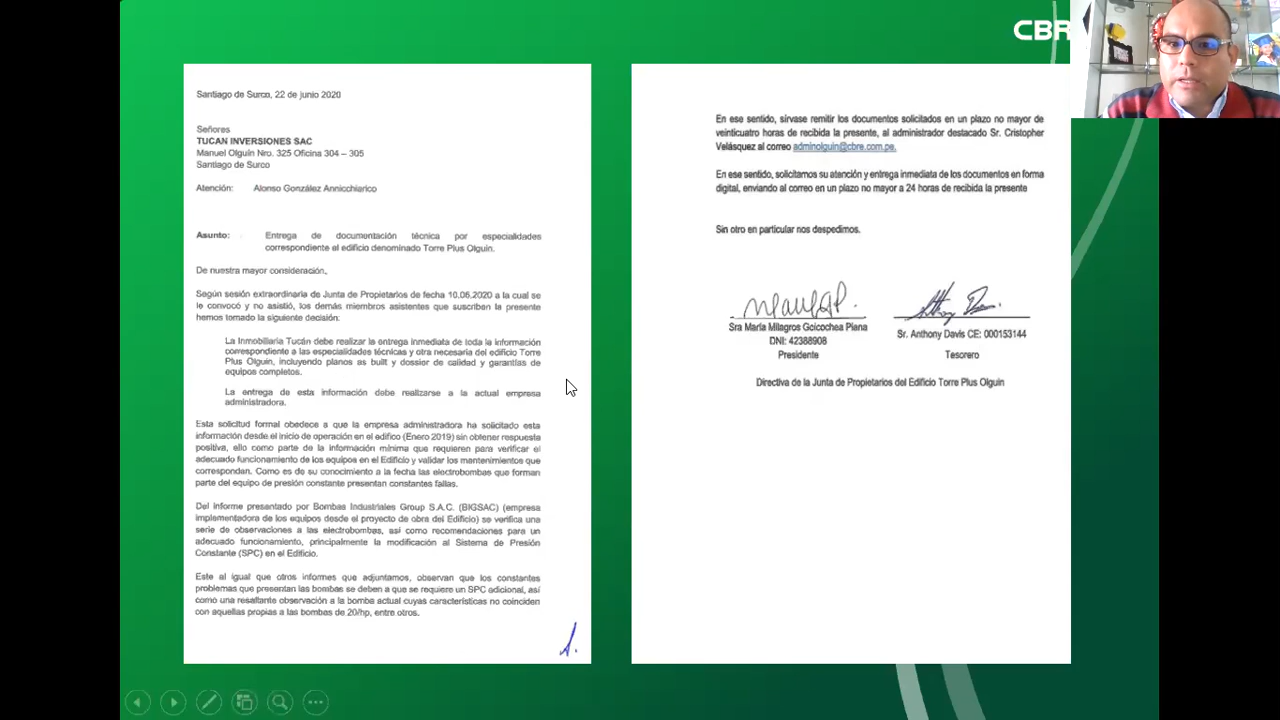 CBR
Santiago de Surco, 22 de junio 2020
Señores
TUCAN INVERSIONES SAC
Manuel Olguín Nro. 325 Oficina 304 – 305
Santiago de Surco
Atención: Alonso González Annicchiarico
Asunto: Entrega de documentación técnica por especialidades
correspondiente el edificio denominado Torre Plus Olguin.
De nuestra mayor consideración,
Según sesión extraordinaria de Junta de Propietarios de fecha 10.06.2020 a la cual se
le convocó y no asistió, los demás miembros asistentes que suscriban la presente
hemos tomado la siguiente decisión:
La Inmobiliaria Tucán debe realizar la entrega inmediata de toda la información
correspondiente a las especialidades técnicas y otra necesaria del edificio Torre
Plus Olguin, incluyendo planos as built y dossier de calidad y garantías de
equipos completos.
La entrega de esta información debe realizarse a la actual empresa
administradora.
Esta solicitud formal obedece a que la empresa administradora ha solicitado esta
información desde el inicio de operación en el edifico (Enero 2019) sin obtener respuesta
positiva, ello como parte de la información mínima que requieren para verificar el
adecuado funcionamiento de los equipos en el Edificio y validar los mantenimientos que
correspondan. Como es de su conocimiento a la fecha las electrobombas que forman
parte del equipo de presión constante presentan constantes fallas.
Del Informe presentado por Bombas Industriales Group S.A.C. (BIGSAC) (empresa
implementadora de los equipos desde el proyecto de obra del Edificio) se verifica una
serie de observaciones a las electrobombas, así como recomendaciones para un
adecuado funcionamiento, principalmente la modificación al Sistema de Presión
Constante (SPC) en el Edificio.
Este al igual que otros informes que adjuntamos, observan que los constantes
problemas que presentan las bombas se deben a que se requiere un SPC adicional, así
como una resaltante observación a la bomba actual cuyas características no coinciden
con aquellas propias a las bombas de 20/hp, entre otros.
En ese sentido, sírvase remitir los documentos solicitados en un plazo no mayor de
veinticuatro horas de recibida la presente, al administrador destacado Sr. Cristopher
Velásquez al correo adminolguin@cbre.com.pe.
En ese sentido, solicitamos su atención y entrega inmediata de los documentos en forma
digital, enviando al correo en un plazo no mayor a 24 horas de recibida la presente
Sin otro en particular nos despedimos.
Sra María Milagros Goicochea Piana
DNI: 42388908
Presidente
Sr. Anthony Davis CE: 000153144
Tesorero
Directiva de la Junta de Propietarios del Edificio Torre Plus Olguin